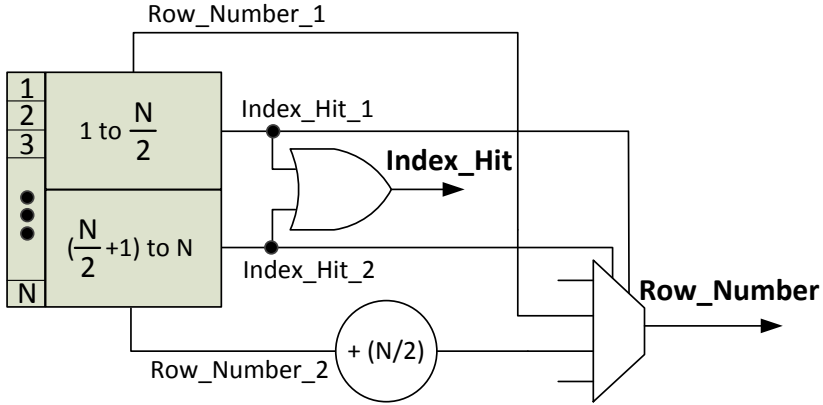 Row_Number_1
1
2
3
N
1 to N/2
(N/2 +1) to N
Index_Hit_1
Index_Hit
Index_Hit_2
Row_Number
Row_Number_2
+ (N/2)